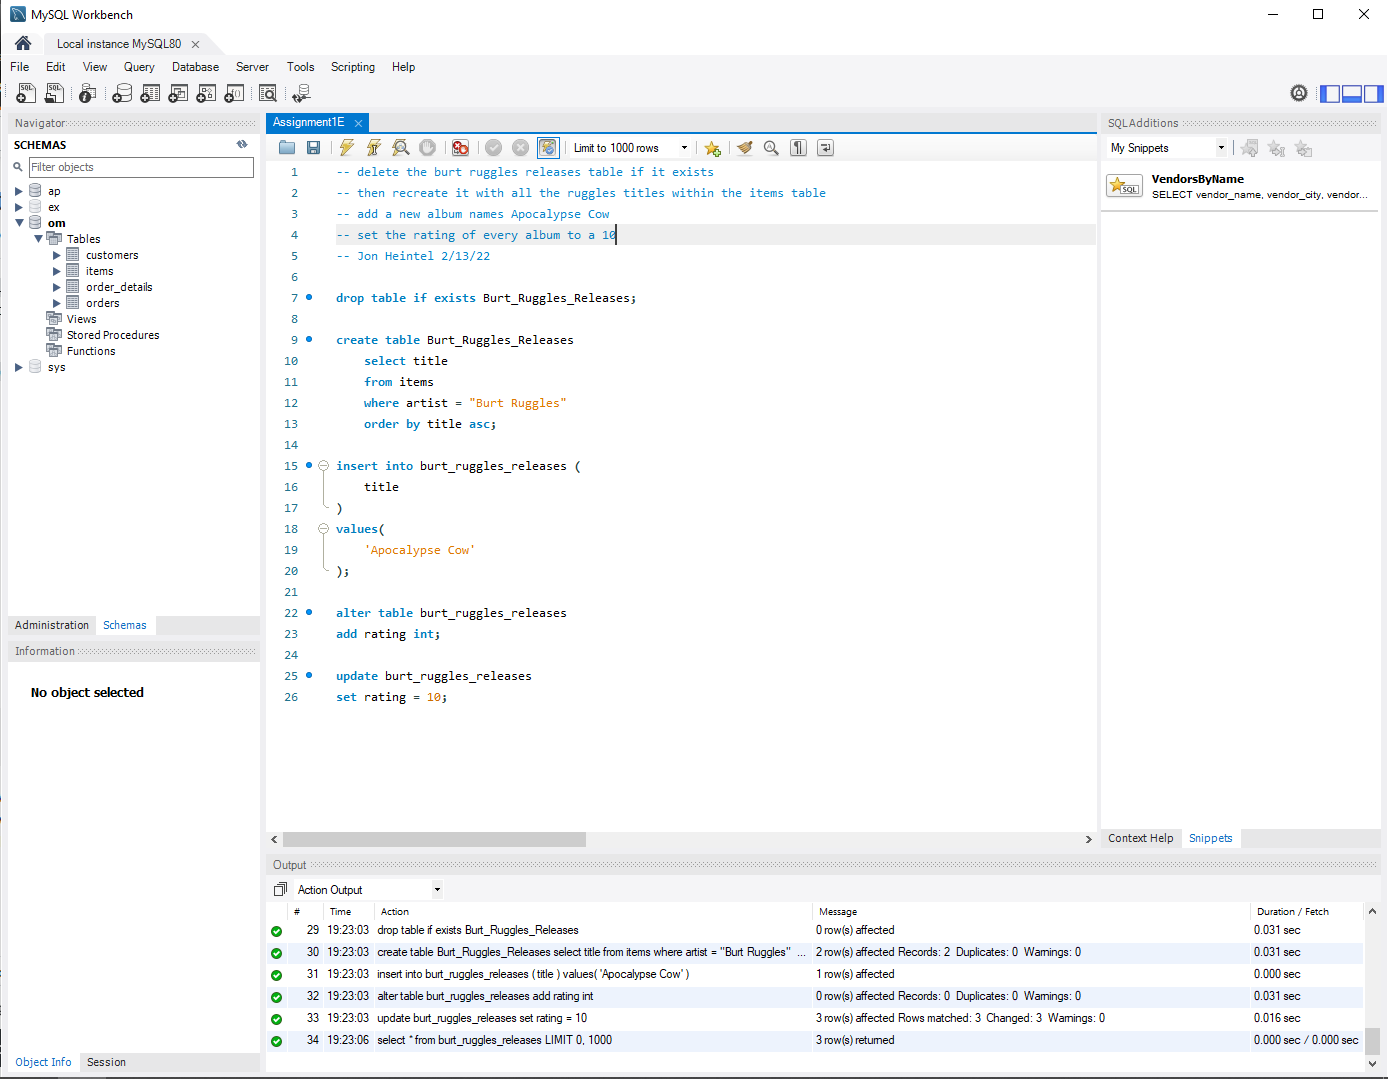 MySQL Workbench
Local instance MySQL80
File Edit View Query Database Server Tools Scripting Help
Navigator
SCHEMAS
Filter objects
ap
ex
om
Tables
customers
items
order_details
orders
Views
Stored Procedures
Functions
sys
Administration Schemas
Information
No object selected
Object Info Session
Assignment1E
Limit to 1000 rows
1 -- delete the burt ruggles releases table if it exists
2 -- then recreate it with all the ruggles titles within the items table
3 -- add a new album names Apocalypse Cow
4 -- set the rating of every album to a 10
5 -- Jon Heintel 2/13/22
6
7 drop table if exists Burt_Ruggles_Releases;
8
9 create table Burt_Ruggles_Releases
10 select title
11 from items
12 where artist = "Burt Ruggles"
13 order by title asc;
14
15 insert into burt_ruggles_releases (
16 title
17 )
18 values(
19 'Apocalypse Cow'
20 );
21
22 alter table burt_ruggles_releases
23 add rating int;
24
25 update burt_ruggles_releases
26 set rating = 10;
SQLAdditions
My Snippets
VendorsByName
SQL
SELECT vendor_name, vendor_city, vendor...
Context Help Snippets
Output
Action Output
# Time Action Message Duration / Fetch
29 19:23:03 drop table if exists Burt_Ruggles_Releases 0 row(s) affected 0.031 sec
30 19:23:03 create table Burt_Ruggles_Releases select title from items where artist = "Burt Ruggles" ... 2 row(s) affected Records: 2 Duplicates: 0 Warnings: 0 0.031 sec
31 19:23:03 insert into burt_ruggles_releases ( title ) values( 'Apocalypse Cow' ) 1 row(s) affected 0.000 sec
32 19:23:03 alter table burt_ruggles_releases add rating int 0 row(s) affected Records: 0 Duplicates: 0 Warnings: 0 0.031 sec
33 19:23:03 update burt_ruggles_releases set rating = 10 3 row(s) affected Rows matched: 3 Changed: 3 Warnings: 0 0.016 sec
34 19:23:06 select * from burt_ruggles_releases LIMIT 0, 1000 3 row(s) returned 0.000 sec / 0.000 sec